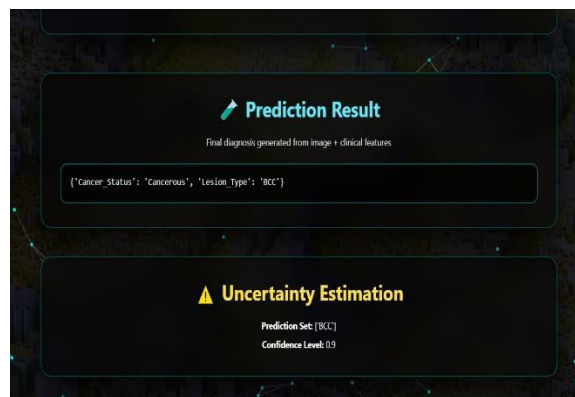 Prediction Result
Final diagnosis generated from image + clinical features
{'Cancer_Status': 'Cancerous', 'Lesion_Type': 'BCC'}
Uncertainty Estimation
Prediction Set: ['BCC']
Confidence Level: 0.9